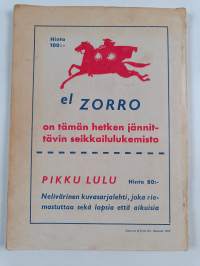 Hinta
100:-
el ZORRO
on tämän hetken jännit-
tävin seikkailulukemisto
PIKKU LULU Hinta 50:-
Nelivärinen kuvasarjalehti, joka rie-
mastuttaa sekä lapsia että aikuisia